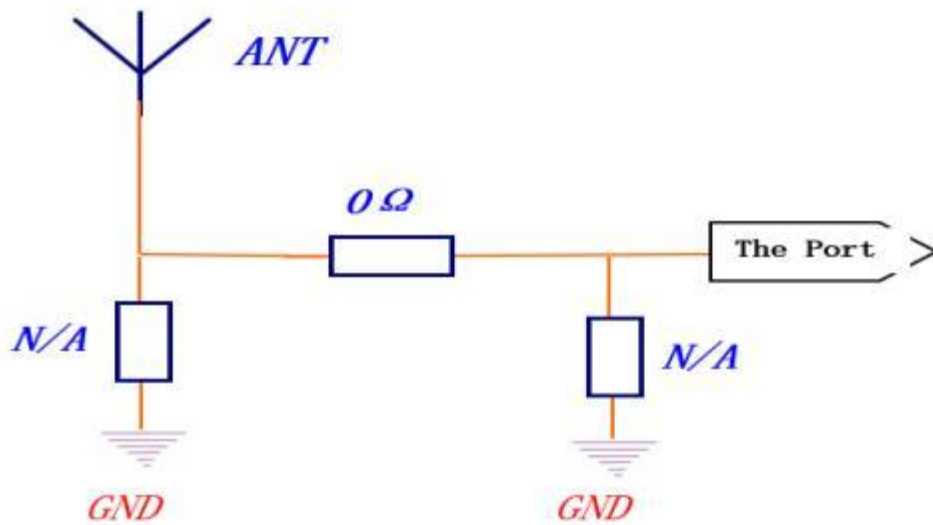 ANT
0Ω
The Port
N/A
N/A
GND
GND